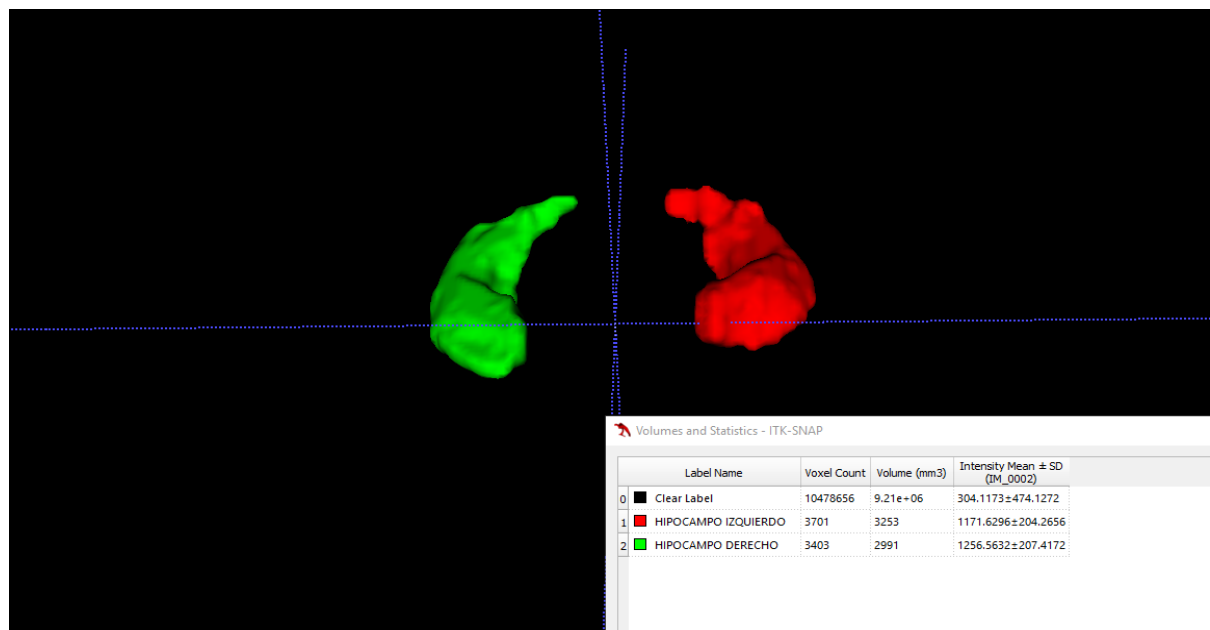 Volumes and Statistics - ITK-SNAP
Label Name Voxel Count Volume (mm3) Intensity Mean ± SD
(IM_0002)
0 Clear Label 10478656 9.21e+06 304.1173±474.1272
1 HIPOCAMPO IZQUIERDO 3701 3253 1171.6296±204.2656
2 HIPOCAMPO DERECHO 3403 2991 1256.5632±207.4172